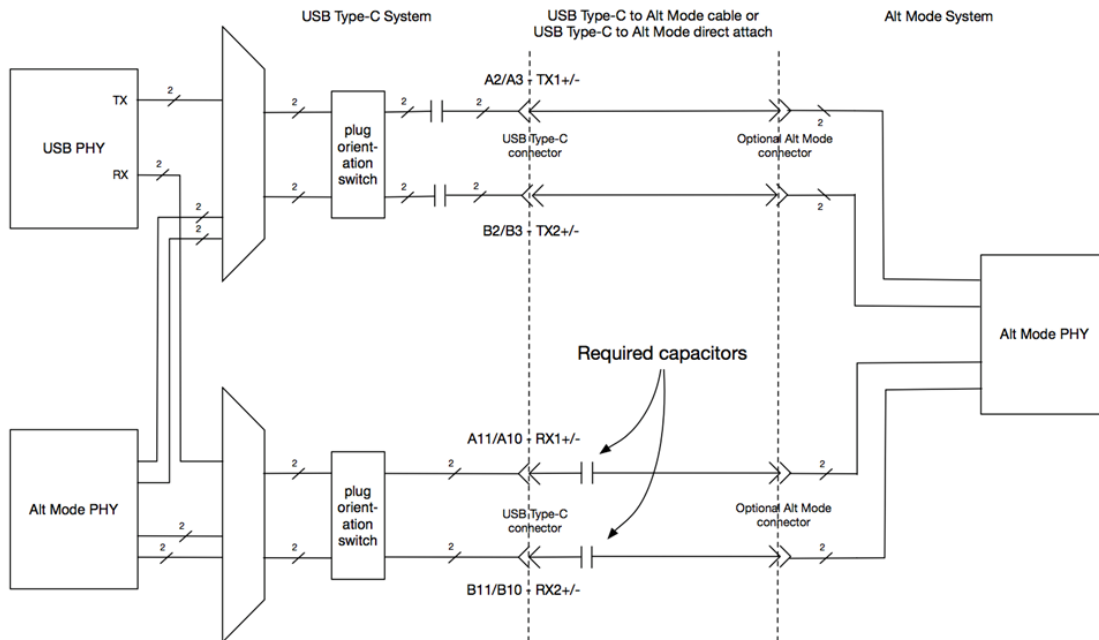 USB Type-C System
USB Type-C to Alt Mode cable or
USB Type-C to Alt Mode direct attach
Alt Mode System
A2/A3 - TX1+/-
TX
2
2
2
2
2
USB PHY
plug
orient-
ation
switch
USB Type-C
connector
Optional Alt Mode
connector
2
RX
2
2
2
2
2
2
2
B2/B3 - TX2+/-
Alt Mode PHY
Required capacitors
A11/A10 - RX1+/-
2
2
2
Alt Mode PHY
plug
orient-
ation
switch
USB Type-C
connector
Optional Alt Mode
connector
2
2
2
2
2
B11/B10 - RX2+/-